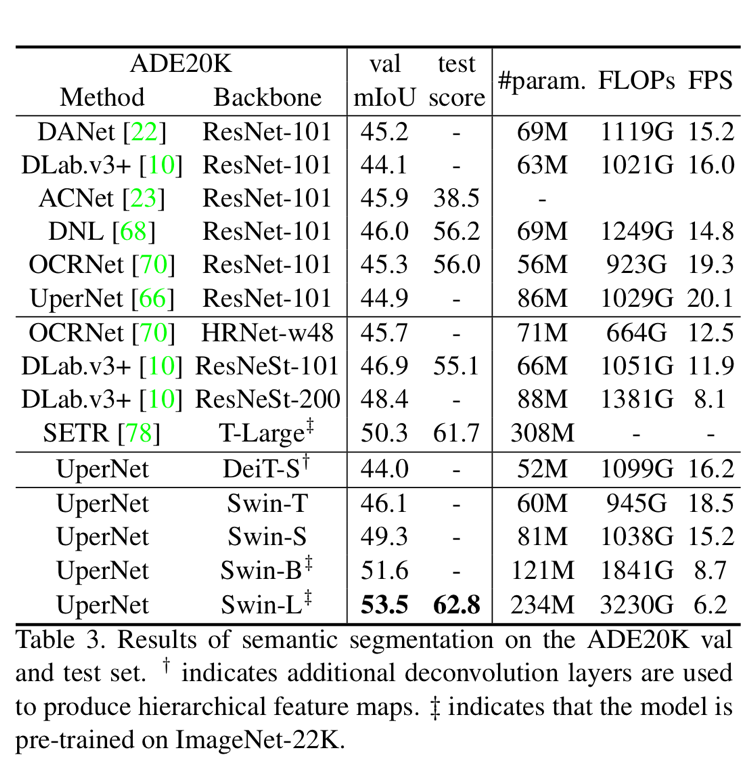 ADE20K val test #param. FLOPs FPS
Method Backbone mIoU score
DANet [22] ResNet-101 45.2 - 69M 1119G 15.2
DLab.v3+ [10] ResNet-101 44.1 - 63M 1021G 16.0
ACNet [23] ResNet-101 45.9 38.5 -
DNL [68] ResNet-101 46.0 56.2 69M 1249G 14.8
OCRNet [70] ResNet-101 45.3 56.0 56M 923G 19.3
UperNet [66] ResNet-101 44.9 - 86M 1029G 20.1
OCRNet [70] HRNet-w48 45.7 - 71M 664G 12.5
DLab.v3+ [10] ResNeSt-101 46.9 55.1 66M 1051G 11.9
DLab.v3+ [10] ResNeSt-200 48.4 - 88M 1381G 8.1
SETR [78] T-Large‡ 50.3 61.7 308M - -
UperNet DeiT-S† 44.0 - 52M 1099G 16.2
UperNet Swin-T 46.1 - 60M 945G 18.5
UperNet Swin-S 49.3 - 81M 1038G 15.2
UperNet Swin-B‡ 51.6 - 121M 1841G 8.7
UperNet Swin-L‡ 53.5 62.8 234M 3230G 6.2
Table 3. Results of semantic segmentation on the ADE20K val
and test set. † indicates additional deconvolution layers are used
to produce hierarchical feature maps. ‡ indicates that the model is
pre-trained on ImageNet-22K.